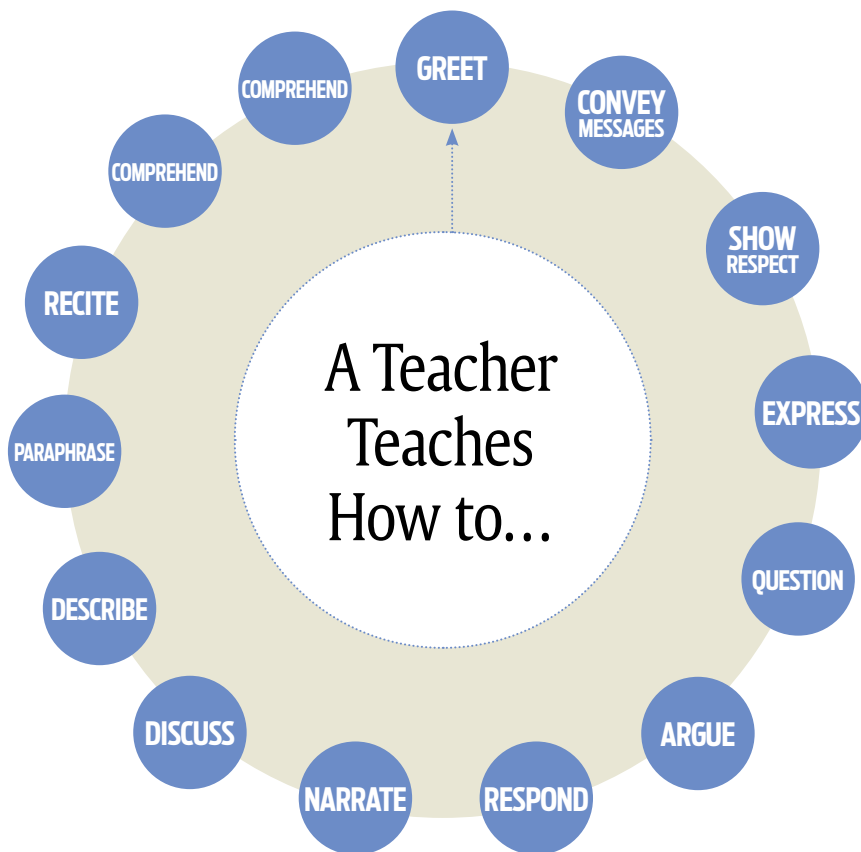 GREET
CONVEY
MESSAGES
SHOW
RESPECT
EXPRESS
QUESTION
ARGUE
RESPOND
NARRATE
DISCUSS
DESCRIBE
PARAPHRASE
RECITE
COMPREHEND
COMPREHEND
A Teacher
Teaches
How to...